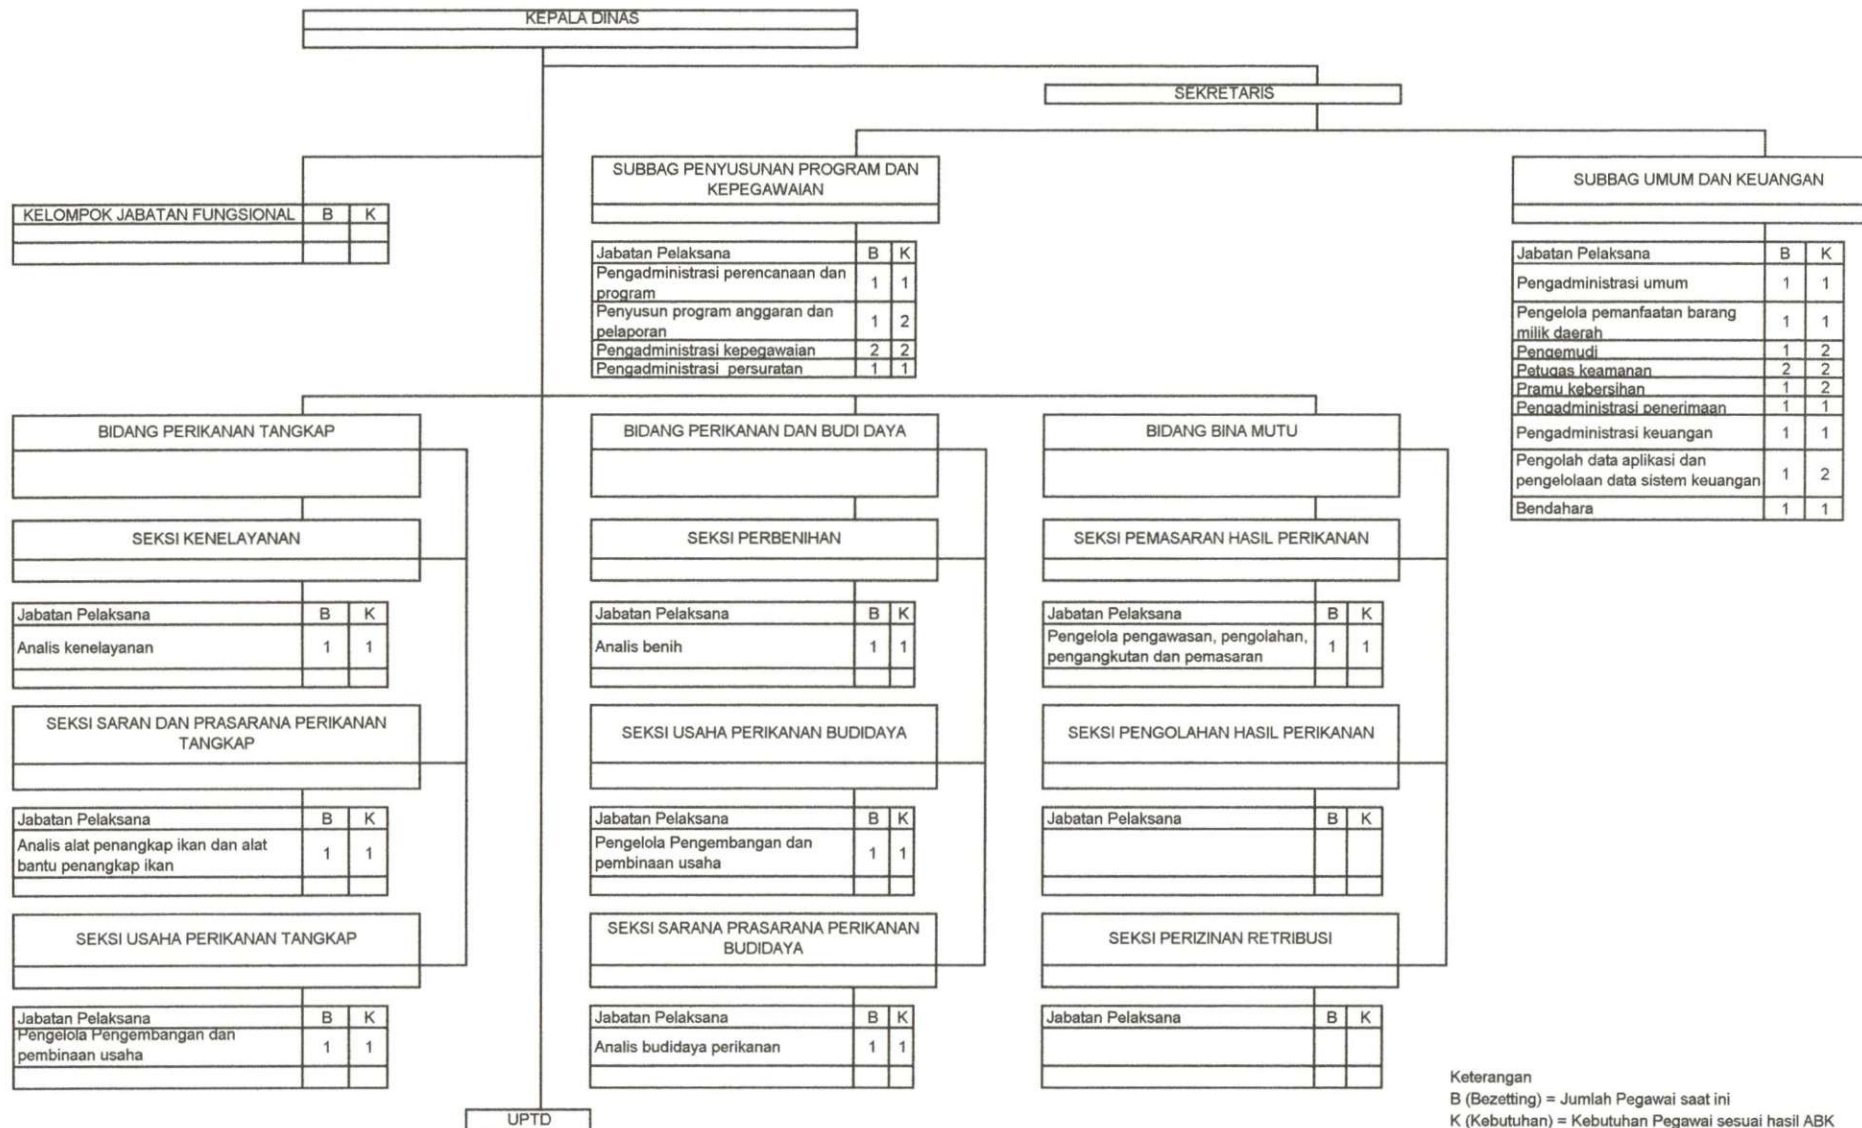 KEPALA DINAS
SEKRETARIS
SUBBAG PENYUSUNAN PROGRAM DAN
KEPEGAWAIAN
SUBBAG UMUM DAN KEUANGAN
KELOMPOK JABATAN FUNGSIONAL B K
Jabatan Pelaksana B K
Pengadministrasi perencanaan dan
program 1 1
Penyusun program anggaran dan
pelaporan 1 2
Pengadministrasi kepegawaian 2 2
Pengadministrasi persuratan 1 1
Jabatan Pelaksana B K
Pengadministrasi umum 1 1
Pengelola pemanfaatan barang
milik daerah 1 1
Pengemudi 1 2
Petugas keamanan 2 2
Pramu kebersihan 1 2
Pengadministrasi penerimaan 1 1
Pengadministrasi keuangan 1 1
Pengolah data aplikasi dan
pengelolaan data sistem keuangan 1 2
Bendahara 1 1
BIDANG PERIKANAN TANGKAP
SEKSI KENELAYANAN
Jabatan Pelaksana B K
Analis kenelayanan 1 1
SEKSI SARAN DAN PRASARANA PERIKANAN
TANGKAP
Jabatan Pelaksana B K
Analis alat penangkap ikan dan alat
bantu penangkap ikan 1 1
SEKSI USAHA PERIKANAN TANGKAP
Jabatan Pelaksana B K
Pengelola Pengembangan dan
pembinaan usaha 1 1
BIDANG PERIKANAN DAN BUDI DAYA
SEKSI PERBENIHAN
Jabatan Pelaksana B K
Analis benih 1 1
SEKSI USAHA PERIKANAN BUDIDAYA
Jabatan Pelaksana B K
Pengelola Pengembangan dan
pembinaan usaha 1 1
SEKSI SARANA PRASARANA PERIKANAN
BUDIDAYA
Jabatan Pelaksana B K
Analis budidaya perikanan 1 1
BIDANG BINA MUTU
SEKSI PEMASARAN HASIL PERIKANAN
Jabatan Pelaksana B K
Pengelola pengawasan, pengolahan,
pengangkutan dan pemasaran 1 1
SEKSI PENGOLAHAN HASIL PERIKANAN
Jabatan Pelaksana B K
SEKSI PERIZINAN RETRIBUSI
Jabatan Pelaksana B K
UPTD
Keterangan
B (Bezetting) = Jumlah Pegawai saat ini
K (Kebutuhan) = Kebutuhan Pegawai sesuai hasil ABK